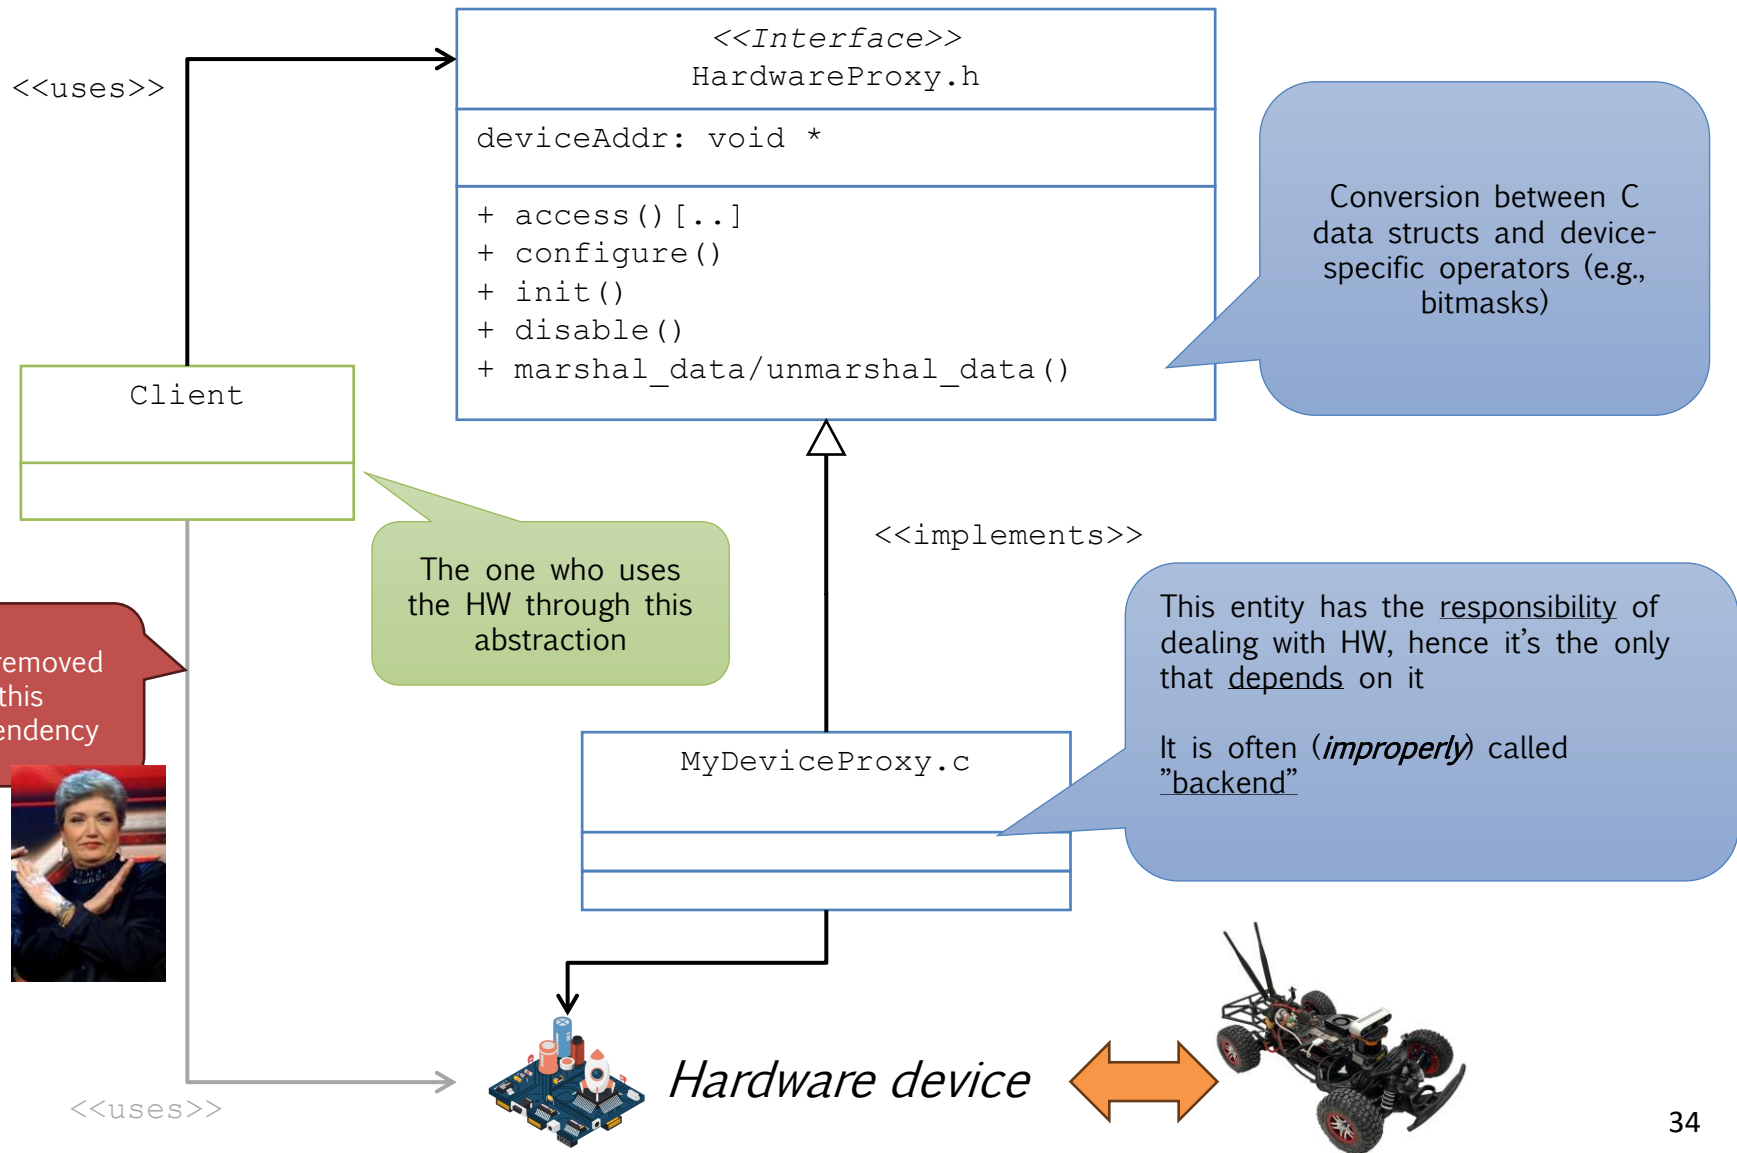 <<Interface>>
HardwareProxy.h
<<uses>>
deviceAddr: void *
+ access()[..]
+ configure()
+ init()
+ disable()
+ marshal_data/unmarshal_data()
Conversion between C
data structs and device-
specific operators (e.g.,
bitmasks)
Client
<<implements>>
The one who uses
the HW through this
abstraction
removed
this
endency
This entity has the responsibility of
dealing with HW, hence it's the only
that depends on it
It is often (improperly) called
"backend"
MyDeviceProxy.c
Hardware device
<<uses>>
34